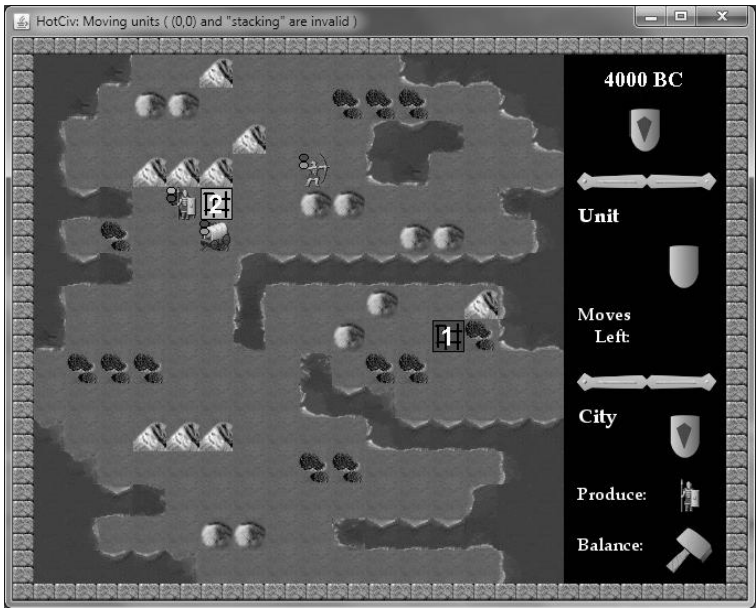 HotCiv: Moving units ( (0,0) and "stacking" are invalid )
4000 BC
2
Unit
Moves
Left:
1
City
Produce:
Balance: